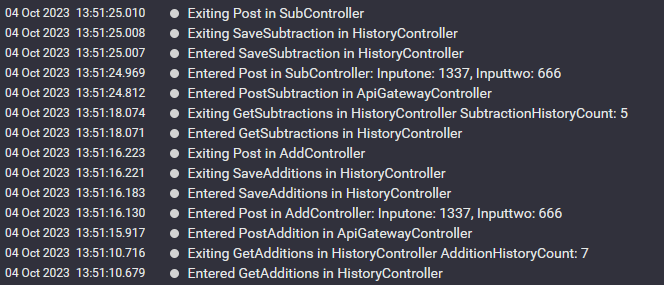 04 Oct 2023 13:51:25.010 Exiting Post in SubController
04 Oct 2023 13:51:25.008 Exiting SaveSubtraction in HistoryController
04 Oct 2023 13:51:25.007 Entered SaveSubtraction in HistoryController
04 Oct 2023 13:51:24.969 Entered Post in SubController: Inputone: 1337, Inputtwo: 666
04 Oct 2023 13:51:24.812 Entered PostSubtraction in ApiGatewayController
04 Oct 2023 13:51:18.074 Exiting GetSubtractions in HistoryController SubtractionHistoryCount: 5
04 Oct 2023 13:51:18.071 Entered GetSubtractions in HistoryController
04 Oct 2023 13:51:16.223 Exiting Post in AddController
04 Oct 2023 13:51:16.221 Exiting SaveAdditions in HistoryController
04 Oct 2023 13:51:16.183 Entered SaveAdditions in HistoryController
04 Oct 2023 13:51:16.130 Entered Post in AddController: Inputone: 1337, Inputtwo: 666
04 Oct 2023 13:51:15.917 Entered PostAddition in ApiGatewayController
04 Oct 2023 13:51:10.716 Exiting GetAdditions in HistoryController AdditionHistoryCount: 7
04 Oct 2023 13:51:10.679 Entered GetAdditions in HistoryController